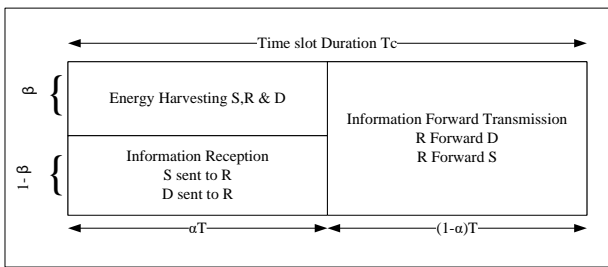 Time slot Duration Tc
β
Energy Harvesting S,R & D
Information Forward Transmission
R Forward D
R Forward S
1-β
Information Reception
S sent to R
D sent to R
αT
(1-α)T